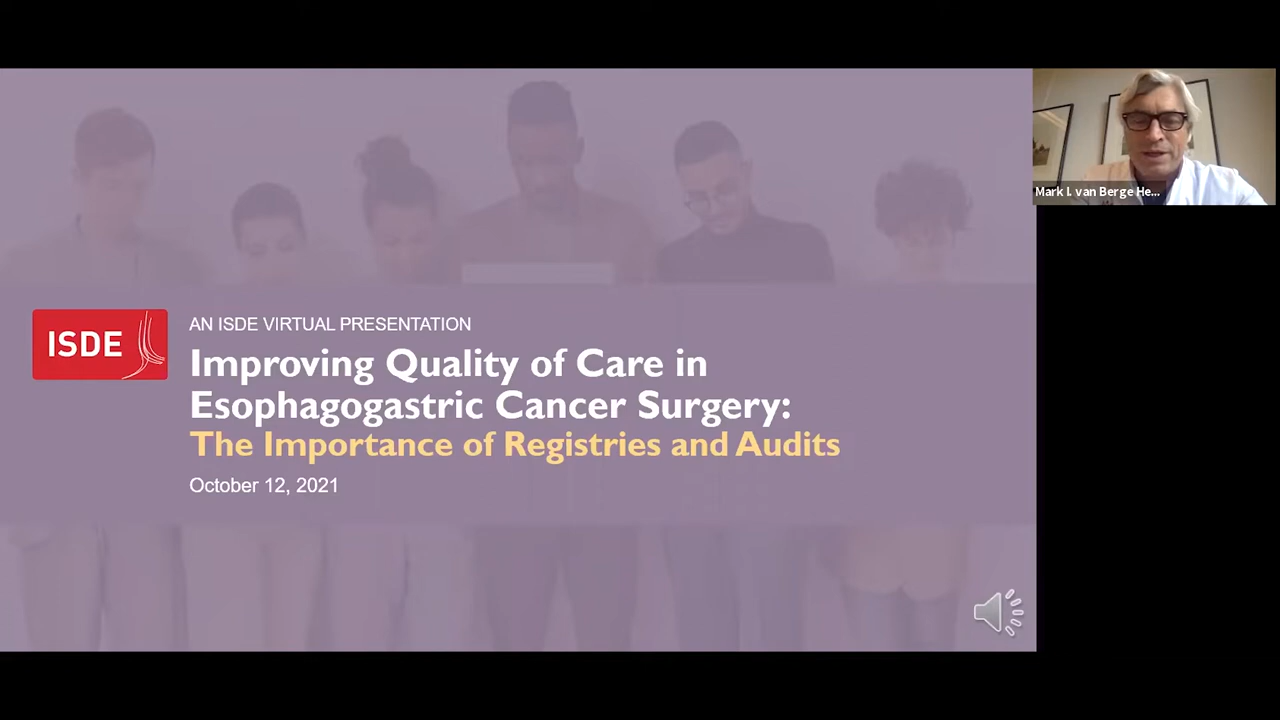 Mark I. van Berge He...
ISDE
AN ISDE VIRTUAL PRESENTATION
Improving Quality of Care in
Esophagogastric Cancer Surgery:
The Importance of Registries and Audits
October 12, 2021